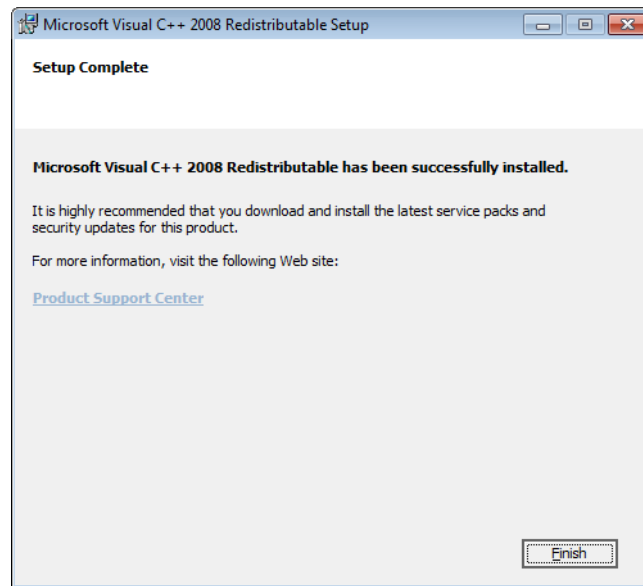 Microsoft Visual C++ 2008 Redistributable Setup
Setup Complete
Microsoft Visual C++ 2008 Redistributable has been successfully installed.
It is highly recommended that you download and install the latest service packs and
security updates for this product.
For more information, visit the following Web site:
Product Support Center
Finish